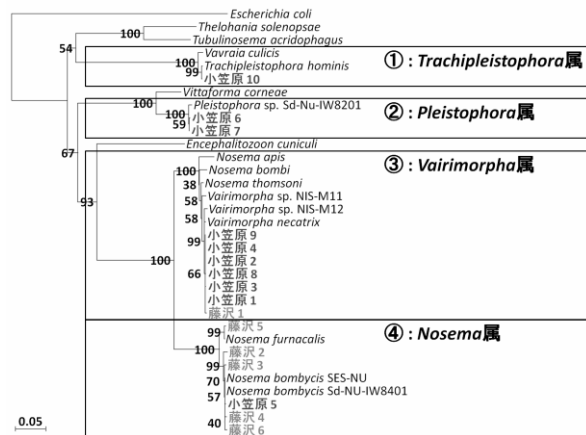 Escherichia coli
Thelohania solenopsae
100
54
Tubulinosema acridophagus
① : Trachipleistophora属
Vavraia culicis
100
Trachipleistophora hominis
99
小笠原 10
Vittaforma corneae
100
② : Pleistophora属
Pleistophora sp. Sd-Nu-IW8201
100
小笠原 6
59
小笠原 7
Encephalitozoon cuniculi
67
③ : Vairimorpha属
Nosema apis
100
Nosema bombi
38
Nosema thomsoni
93
58
Vairimorpha sp. NIS-M11
Vairimorpha sp. NIS-M12
58
Vairimorpha necatrix
小笠原 9
99
小笠原 4
小笠原 2
100
66
小笠原 8
小笠原 3
小笠原 1
藤沢 1
藤沢 5
④ : Nosema属
99
Nosema furnacalis
100
藤沢 2
99
藤沢 3
70
Nosema bombycis SES-NU
Nosema bombycis Sd-NU-IW8401
57
小笠原 5
40
藤沢 4
藤沢 6
0.05